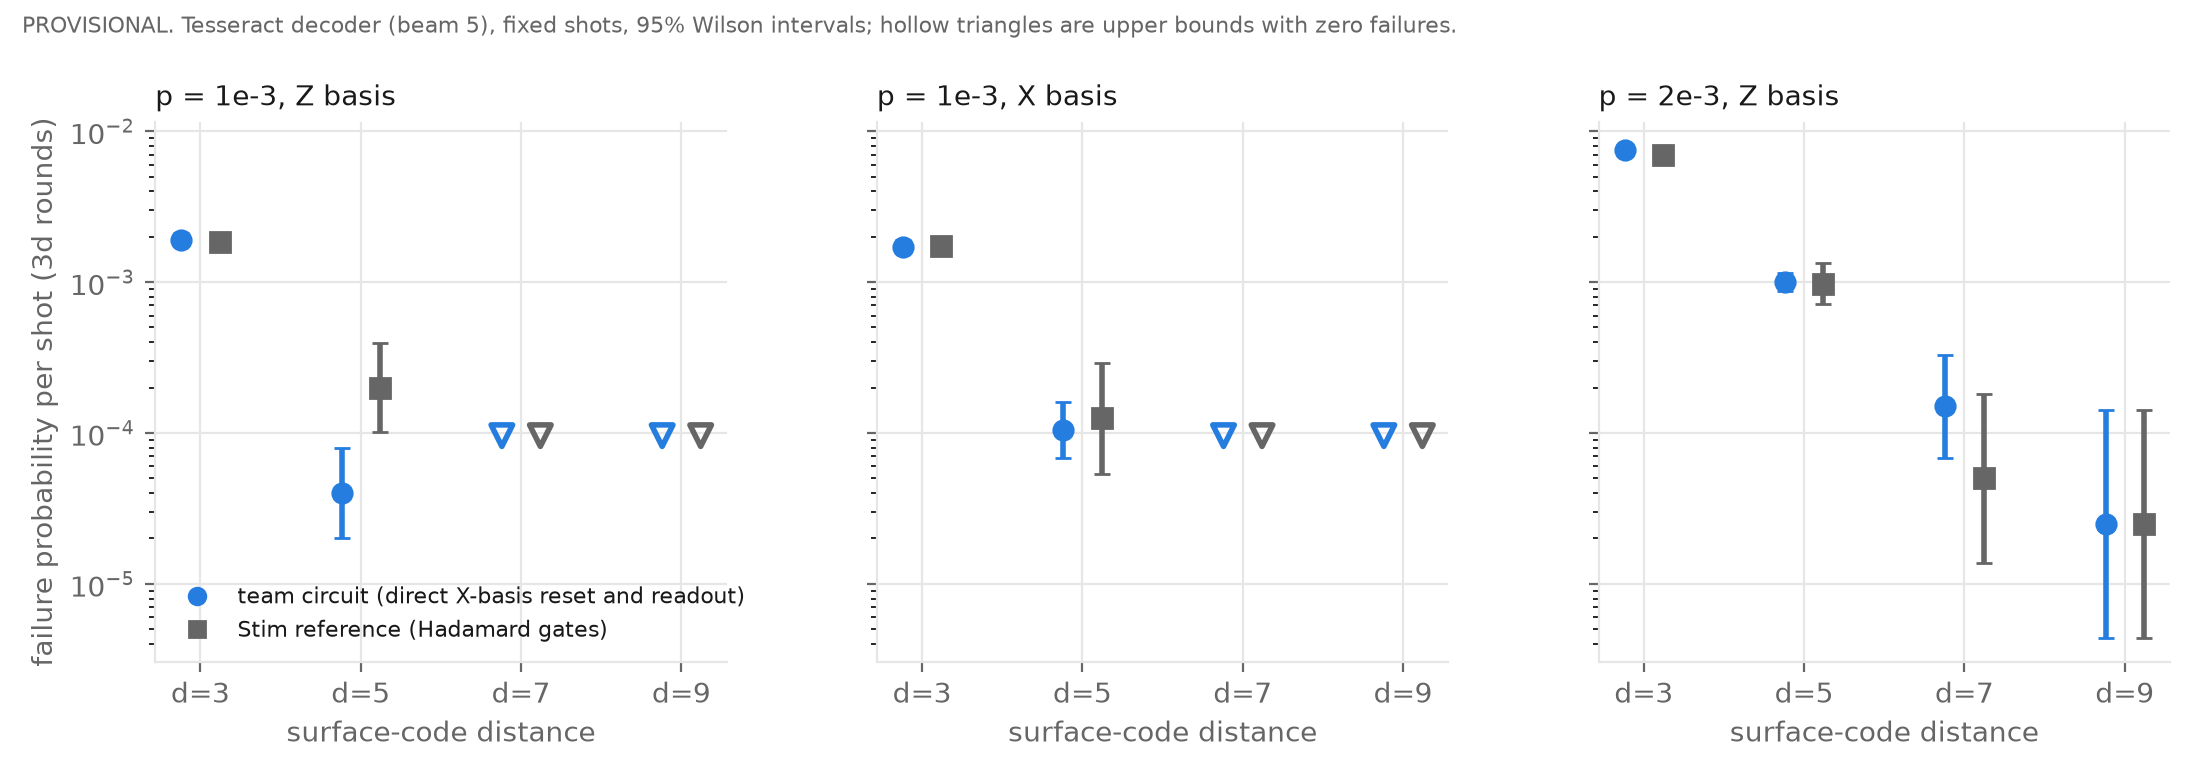 PROVISIONAL. Tesseract decoder (beam 5), fixed shots, 95% Wilson intervals; hollow triangles are upper bounds with zero failures.
p = 1e-3, Z basis
p = 1e-3, X basis
p = 2e-3, Z basis
failure probability per shot (3d rounds)
10⁻²
10⁻³
10⁻⁴
10⁻⁵
team circuit (direct X-basis reset and readout)
Stim reference (Hadamard gates)
d=3 d=5 d=7 d=9
d=3 d=5 d=7 d=9
d=3 d=5 d=7 d=9
surface-code distance
surface-code distance
surface-code distance